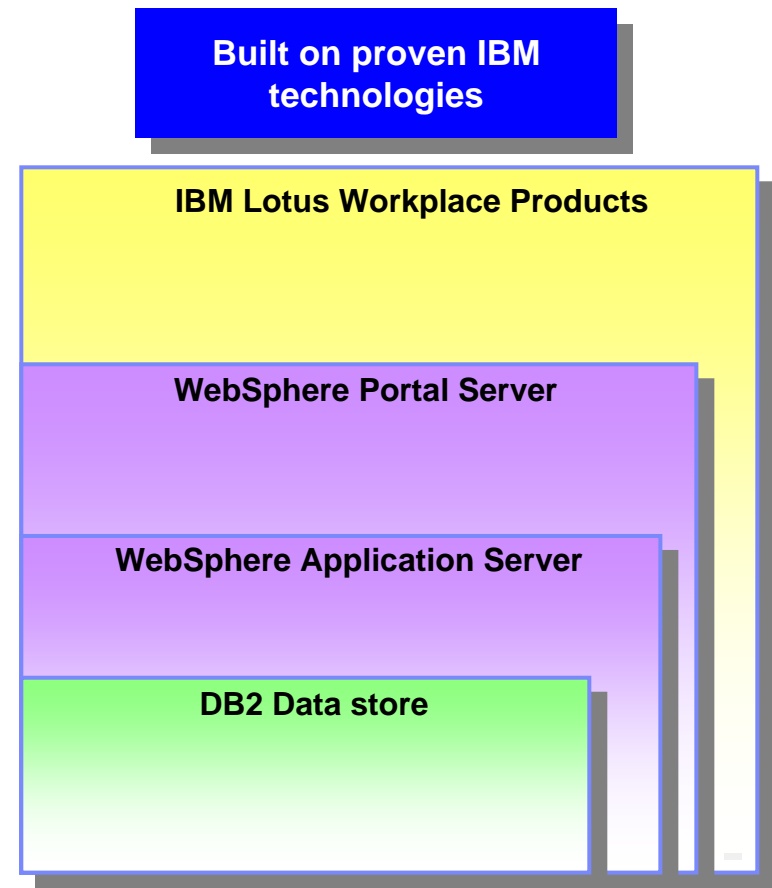 Built on proven IBM
technologies
IBM Lotus Workplace Products
WebSphere Portal Server
WebSphere Application Server
DB2 Data store